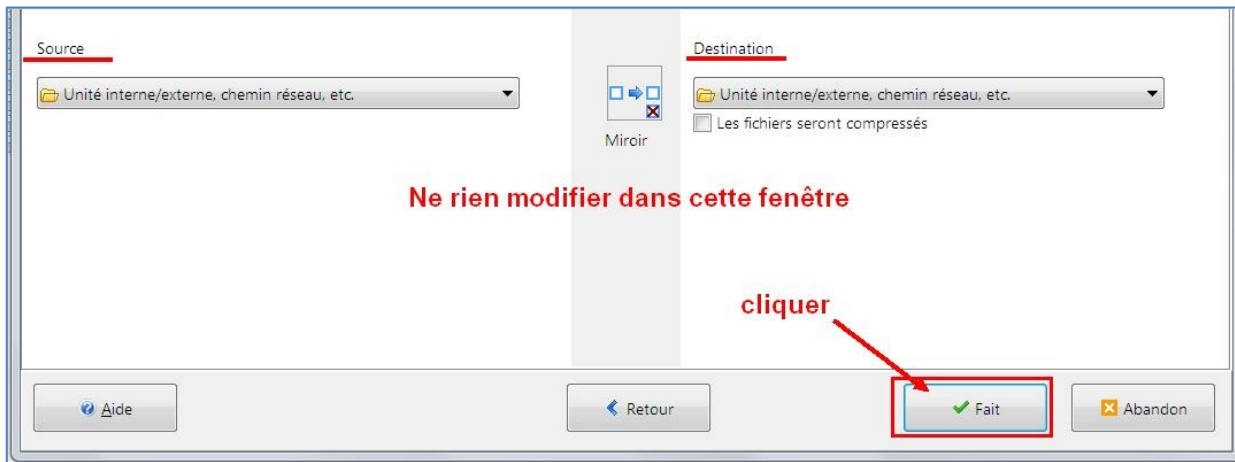 Source
Destination
Unité interne/externe, chemin réseau, etc.
Unité interne/externe, chemin réseau, etc.
Les fichiers seront compressés
Miroir
Ne rien modifier dans cette fenêtre
cliquer
Aide
Retour
Fait
Abandon